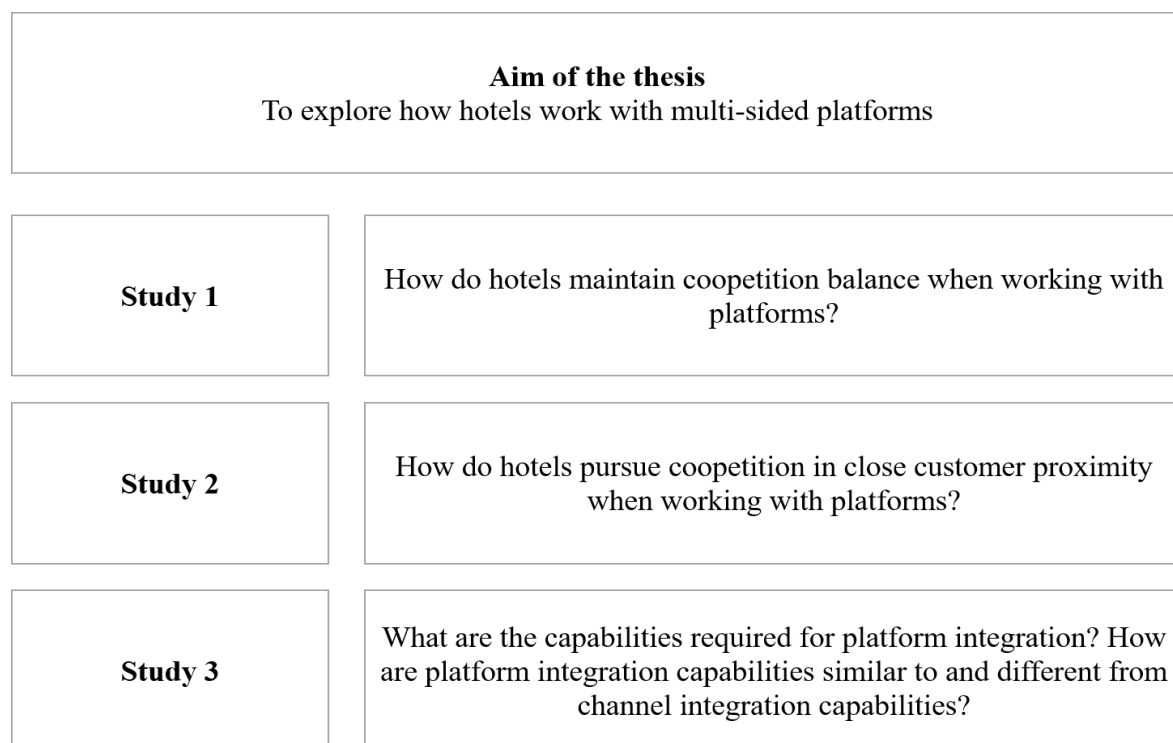 Aim of the thesis
To explore how hotels work with multi-sided platforms
Study 1
How do hotels maintain coopetition balance when working with
platforms?
Study 2
How do hotels pursue coopetition in close customer proximity
when working with platforms?
Study 3
What are the capabilities required for platform integration? How
are platform integration capabilities similar to and different from
channel integration capabilities?